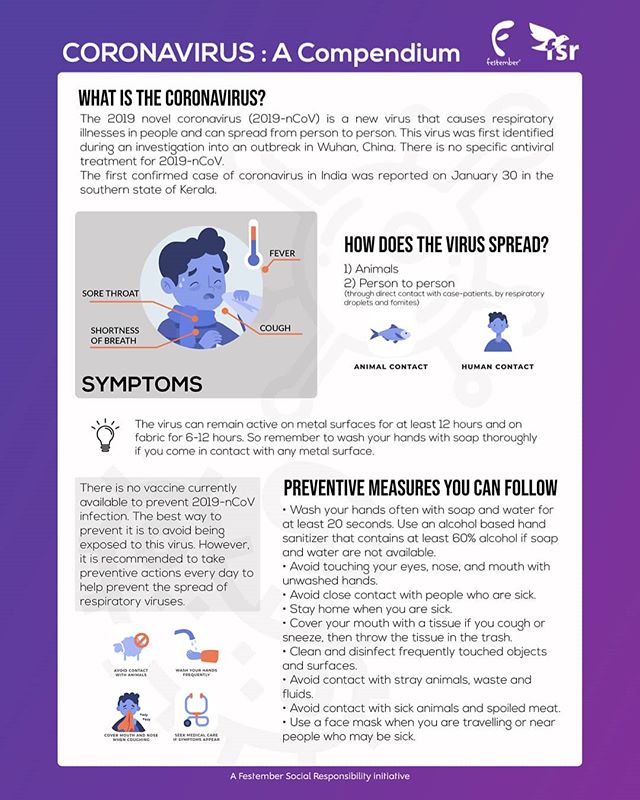 CORONAVIRUS : A Compendium
festember
fsr
WHAT IS THE CORONAVIRUS?
The 2019 novel coronavirus (2019-nCoV) is a new virus that causes respiratory
illnesses in people and can spread from person to person. This virus was first identified
during an investigation into an outbreak in Wuhan, China. There is no specific antiviral
treatment for 2019-nCoV.
The first confirmed case of coronavirus in India was reported on January 30 in the
southern state of Kerala.
FEVER
SORE THROAT
SHORTNESS
OF BREATH
COUGH
SYMPTOMS
HOW DOES THE VIRUS SPREAD?
1) Animals
2) Person to person
(through direct contact with case-patients, by respiratory
droplets and fomites)
ANIMAL CONTACT
HUMAN CONTACT
The virus can remain active on metal surfaces for at least 12 hours and on
fabric for 6-12 hours. So remember to wash your hands with soap thoroughly
if you come in contact with any metal surface.
There is no vaccine currently
available to prevent 2019-nCoV
infection. The best way to
prevent it is to avoid being
exposed to this virus. However,
it is recommended to take
preventive actions every day to
help prevent the spread of
respiratory viruses.
AVOID CONTACT
WITH ANIMALS
WASH YOUR HANDS
FREQUENTLY
COVER MOUTH AND NOSE
WHEN COUGHING
SEEK MEDICAL CARE
IF SYMPTOMS APPEAR
PREVENTIVE MEASURES YOU CAN FOLLOW
• Wash your hands often with soap and water for
at least 20 seconds. Use an alcohol based hand
sanitizer that contains at least 60% alcohol if soap
and water are not available.
• Avoid touching your eyes, nose, and mouth with
unwashed hands.
• Avoid close contact with people who are sick.
• Stay home when you are sick.
• Cover your mouth with a tissue if you cough or
sneeze, then throw the tissue in the trash.
• Clean and disinfect frequently touched objects
and surfaces.
• Avoid contact with stray animals, waste and
fluids.
• Avoid contact with sick animals and spoiled meat.
• Use a face mask when you are travelling or near
people who may be sick.
A Festember Social Responsibility initiative